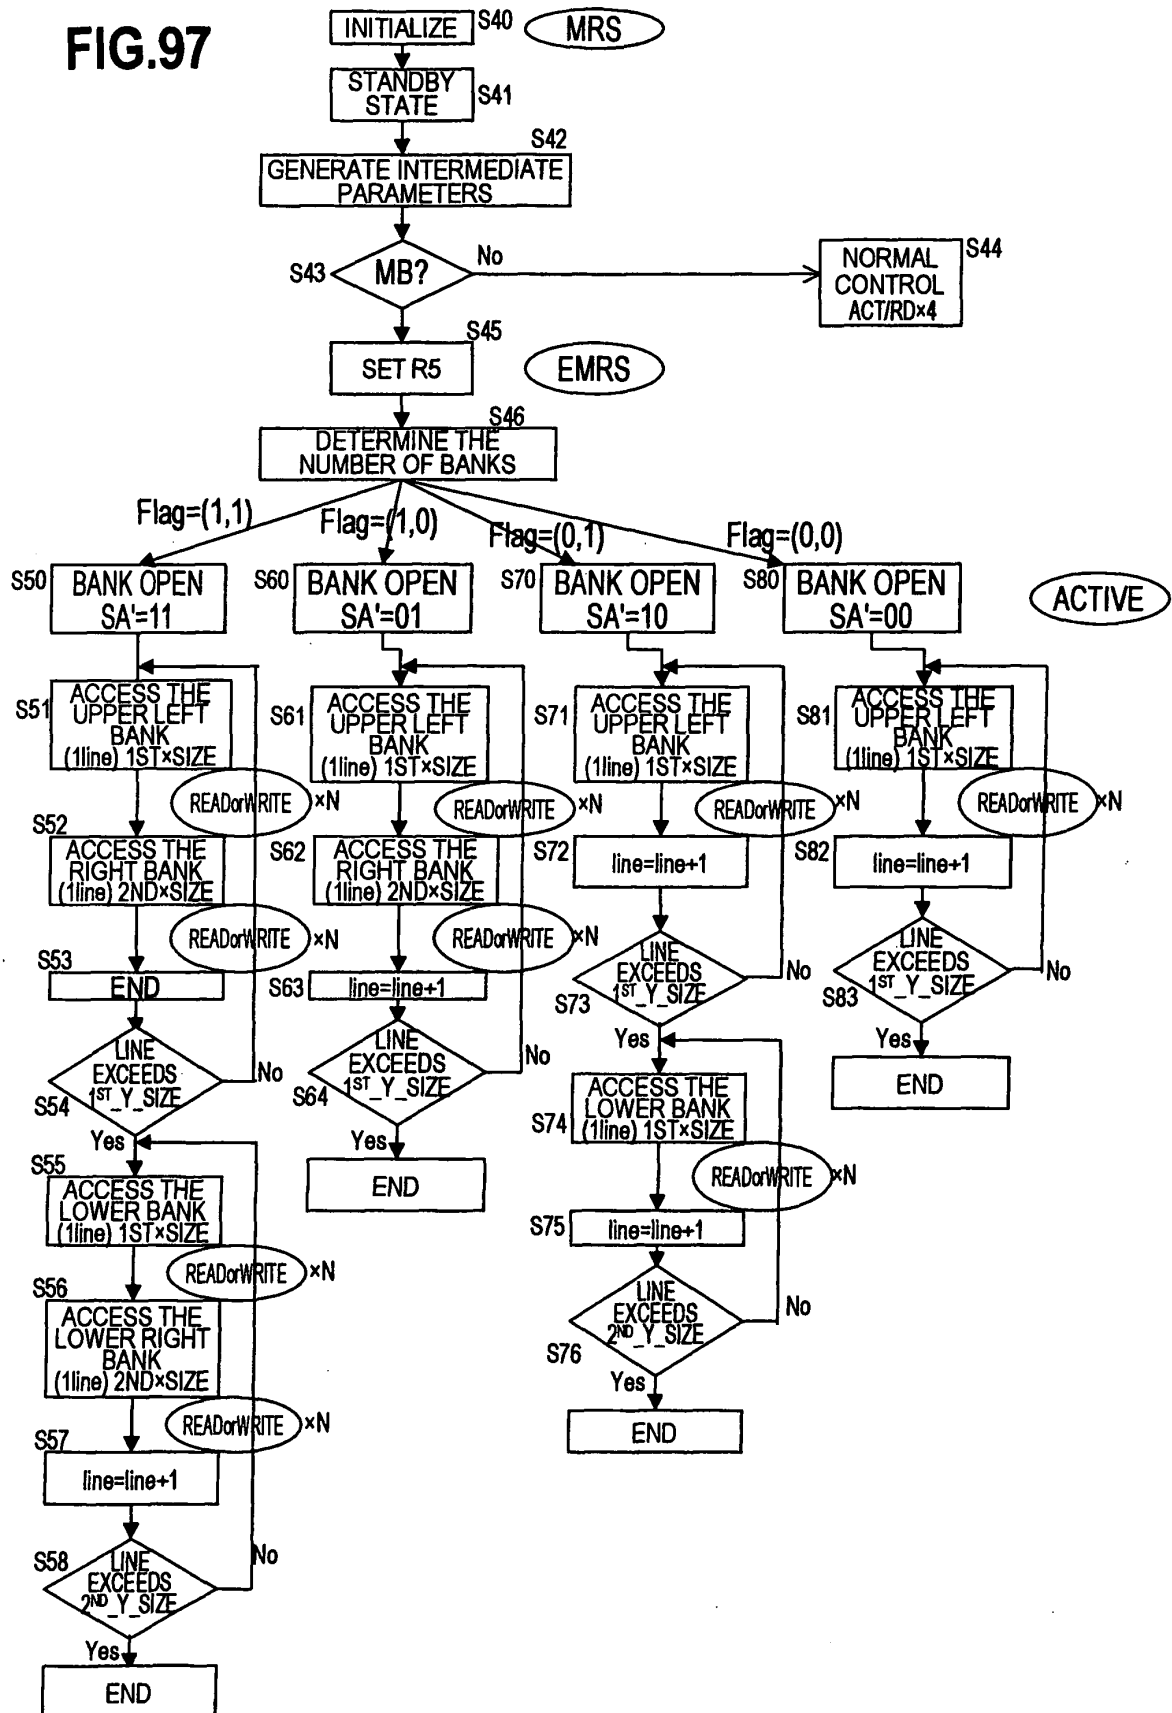 FIG.97
INITIALIZE
S40
MRS
STANDBY
STATE
S41
S42
GENERATE INTERMEDIATE
PARAMETERS
S43
MB?
No
S44
NORMAL
CONTROL
ACT/RD×4
S45
SET R5
EMRS
S46
DETERMINE THE
NUMBER OF BANKS
Flag=(1,1)
Flag=(1,0)
Flag=(0,1)
Flag=(0,0)
S50
BANK OPEN
SA'=11
S60
BANK OPEN
SA'=01
S70
BANK OPEN
SA'=10
S80
BANK OPEN
SA'=00
ACTIVE
S51
ACCESS THE
UPPER LEFT
BANK
(1line) 1ST×SIZE
READorWRITE
×N
S52
ACCESS THE
RIGHT BANK
(1line) 2ND×SIZE
READorWRITE
×N
S53
END
S54
LINE
EXCEEDS
1ST_Y_SIZE
No
Yes
S55
ACCESS THE
LOWER BANK
(1line) 1ST×SIZE
READorWRITE
×N
S56
ACCESS THE
LOWER RIGHT
BANK
(1line) 2ND×SIZE
READorWRITE
×N
S57
line=line+1
S58
LINE
EXCEEDS
2ND_Y_SIZE
No
Yes
END
S61
ACCESS THE
UPPER LEFT
BANK
(1line) 1ST×SIZE
READorWRITE
×N
S62
ACCESS THE
RIGHT BANK
(1line) 2ND×SIZE
READorWRITE
×N
S63
line=line+1
S64
LINE
EXCEEDS
1ST_Y_SIZE
No
Yes
END
S71
ACCESS THE
UPPER LEFT
BANK
(1line) 1ST×SIZE
READorWRITE
×N
S72
line=line+1
S73
LINE
EXCEEDS
1ST_Y_SIZE
No
Yes
S74
ACCESS THE
LOWER BANK
(1line) 1ST×SIZE
READorWRITE
×N
S75
line=line+1
S76
LINE
EXCEEDS
2ND_Y_SIZE
No
Yes
END
S81
ACCESS THE
UPPER LEFT
BANK
(1line) 1ST×SIZE
READorWRITE
×N
S82
line=line+1
S83
LINE
EXCEEDS
1ST_Y_SIZE
No
Yes
END